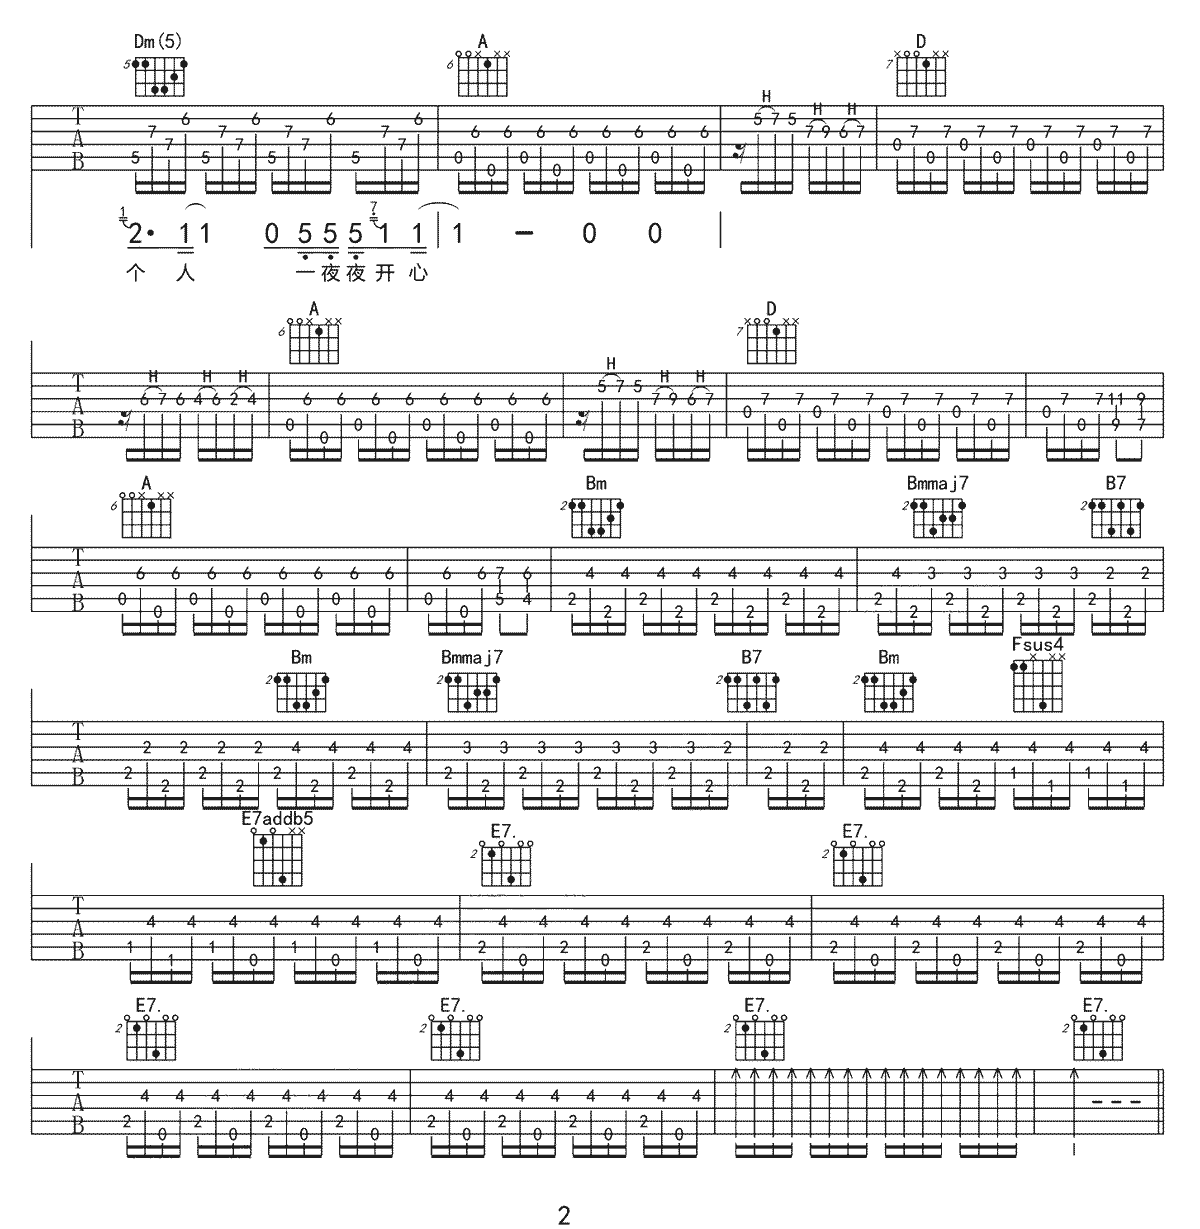 Dm(5) A D
5 6 7
T 6 6 6 6 6 6 6 6 6 6 6 6 H 5 7 5 H H 7 7 7 7 7 7 7 7
A 7 7 7 7 7 7 7 7 7 9 6 7 0 0 0 0
B 5 5 5 5 0 0 0 0 0 0 0 0 0 0 0 0
1 2· 1 1 0 5 5 5 7 1 1 1 – 0 0
个 人 一 夜 夜 开 心
A D
6 7
T H H H H 5 7 5 H H
A 6 7 6 4 6 2 4 6 6 6 6 6 6 6 6 7 9 6 7 7 7 7 7 7 7 7 7 7 7 11 9
B 0 0 0 0 0 0 0 0 0 0 0 0 0 0 0 0 0 0 9 7
A Bm Bmmaj7 B7
6 2 2 2
T
A 6 6 6 6 6 6 6 6 6 6 7 6 4 4 4 4 4 4 4 4 4 3 3 3 3 3 2 2
B 0 0 0 0 0 0 0 0 0 0 5 4 2 2 2 2 2 2 2 2 2 2 2 2 2 2 2 2
Bm Bmmaj7 B7 Bm Fsus4
2 2 2 2
T
A 2 2 2 2 4 4 4 4 3 3 3 3 3 3 3 2 2 2 4 4 4 4 4 4 4 4
B 2 2 2 2 2 2 2 2 2 2 2 2 2 2 2 2 2 2 2 2 1 1 1 1
E7addb5 E7. E7.
2 2
T
A 4 4 4 4 4 4 4 4 4 4 4 4 4 4 4 4 4 4 4 4 4 4 4 4
B 1 1 1 0 1 0 1 0 2 0 2 0 2 0 2 0 2 0 2 0 2 0 2 0
E7. E7. E7. E7.
2 2 2 2
T
A 4 4 4 4 4 4 4 4 4 4 4 4 4 4 4 4 – – –
B 2 0 2 0 2 0 2 0 2 0 2 0 2 0 2 0
2